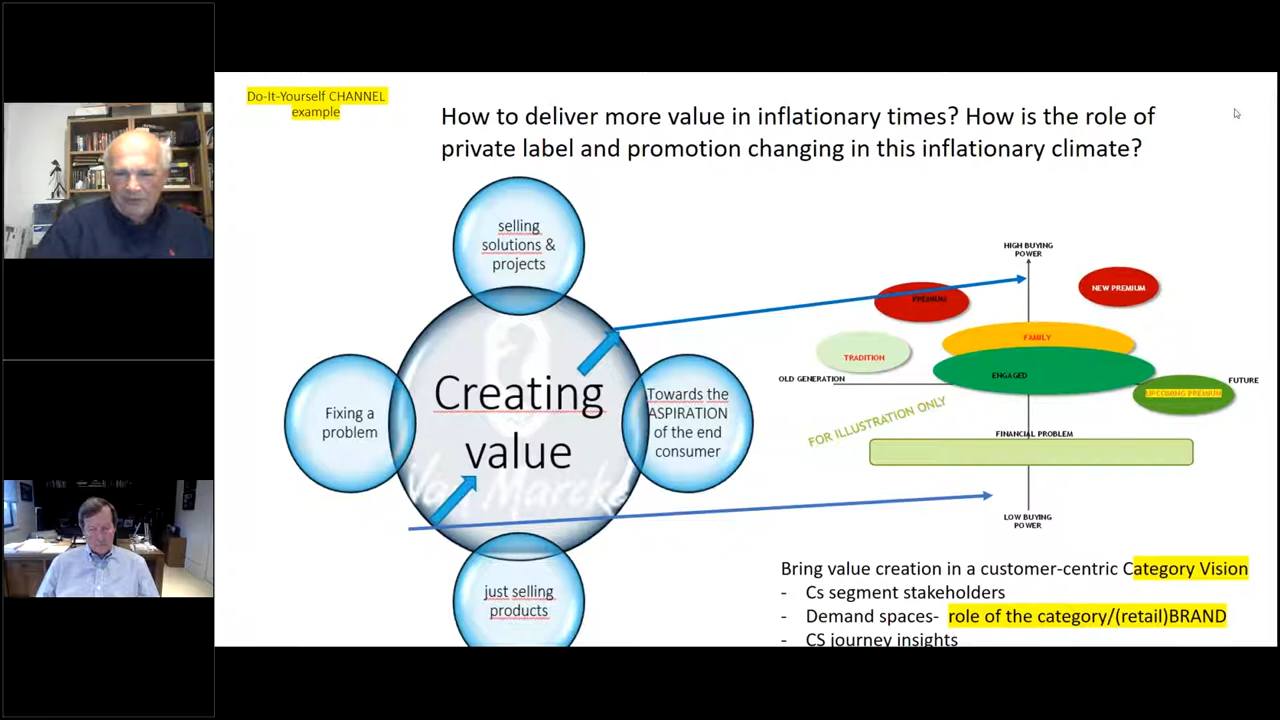 Do-It-Yourself CHANNEL
example
How to deliver more value in inflationary times? How is the role of
private label and promotion changing in this inflationary climate?
selling
solutions &
projects
Fixing a
problem
Creating
value
Towards the
ASPIRATION
of the end
consumer
just selling
products
Van Marcke
HIGH BUYING
POWER
PREMIUM
NEW PREMIUM
FAMILY
TRADITION
ENGAGED
OLD GENERATION
FUTURE
UPCOMING PREMIUM
FOR ILLUSTRATION ONLY
FINANCIAL PROBLEM
LOW BUYING
POWER
Bring value creation in a customer-centric Category Vision
- Cs segment stakeholders
- Demand spaces- role of the category/(retail)BRAND
- CS journey insights